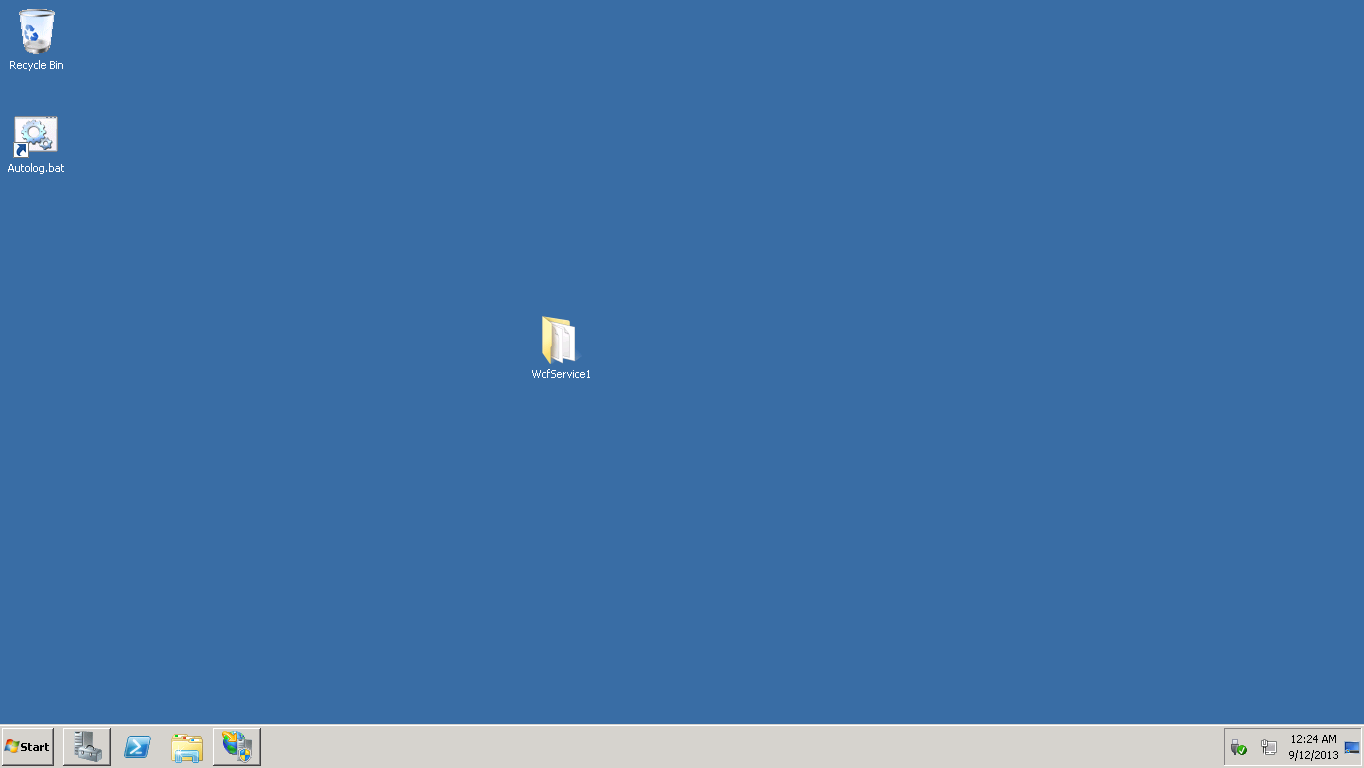 Recycle Bin
Autolog.bat
WcfService1
Start
12:24 AM
9/12/2013